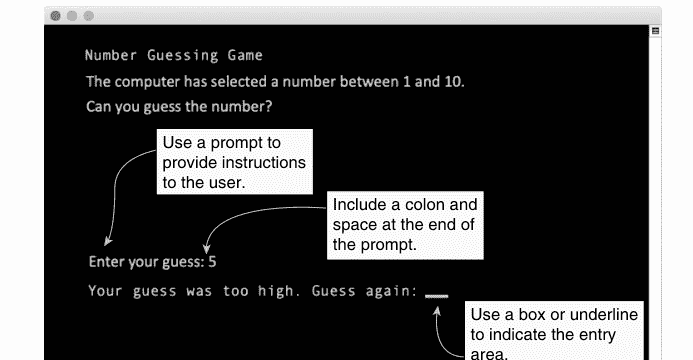 Number Guessing Game
The computer has selected a number between 1 and 10.
Can you guess the number?
Use a prompt to
provide instructions
to the user.
Include a colon and
space at the end of
the prompt.
Enter your guess: 5
Your guess was too high. Guess again:
Use a box or underline
to indicate the entry
area.